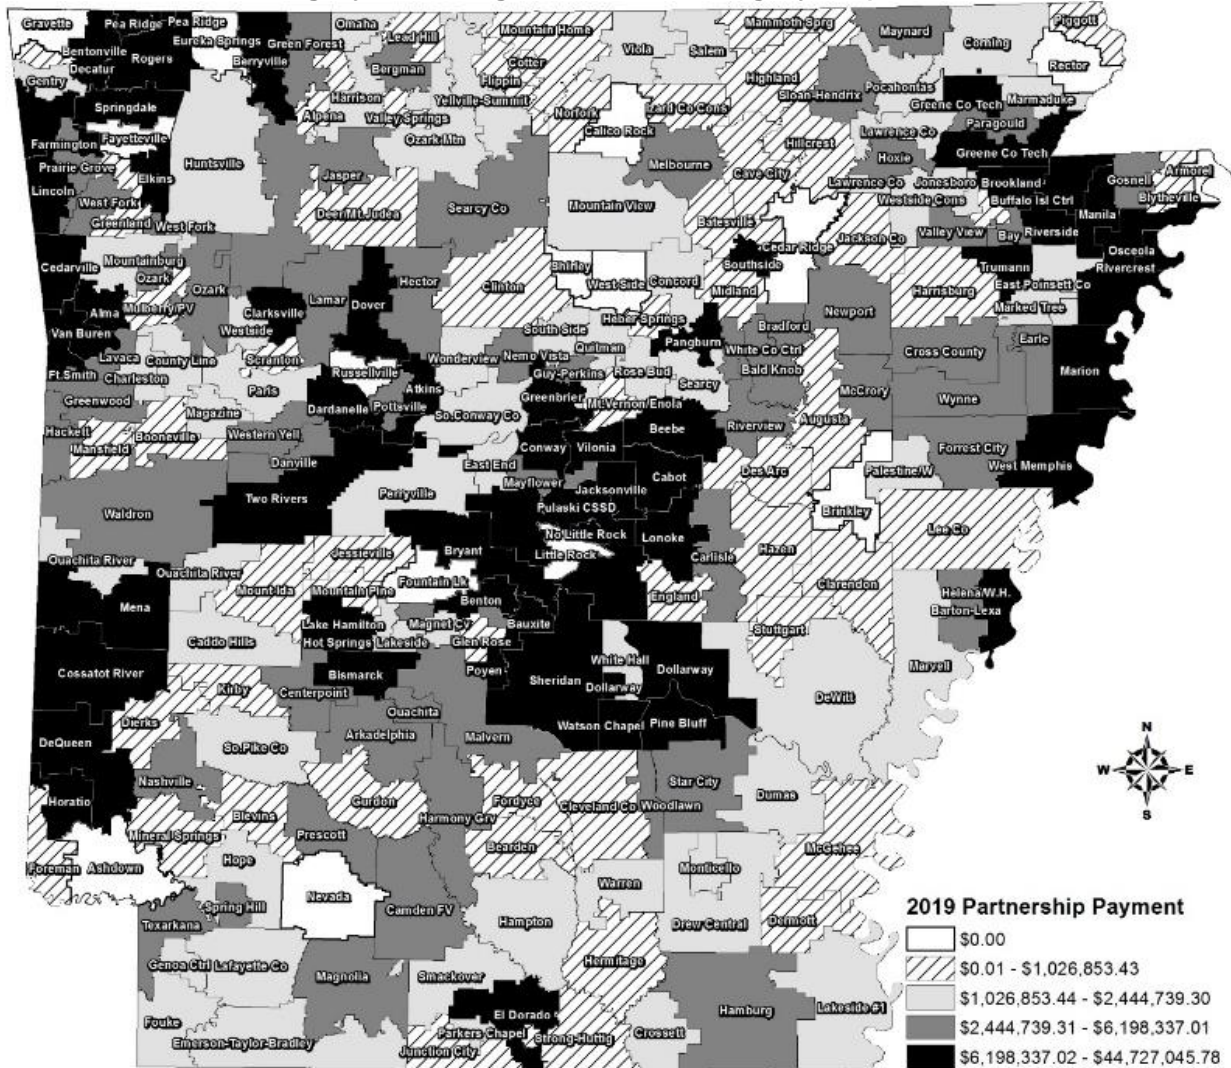 Gravette
Pea Ridge
Pea Ridge
Omaha
Lead Hill
Mountain Home
Mammoth Sprg
Maynard
Piggott
Bentonville
Eureka Springs
Green Forest
Viola
Salem
Corning
Decatur
Rogers
Berryville
Bergman
Cotter
Rector
Gentry
Flippin
Highland
Pocahontas
Springdale
Harrison
Yellville-Summit
Norfork
Izard Co Cons
Sloan-Hendrix
Greene Co Tech
Marmaduke
Alpena
Valley Springs
Calico Rock
Fayetteville
Paragould
Farmington
Ozark Mtn
Hillcrest
Lawrence Co
Huntsville
Melbourne
Hoxie
Greene Co Tech
Prairie Grove
Elkins
Jasper
Cave City
Lawrence Co
Jonesboro
Brookland
Gosnell
Armorel
Lincoln
West Fork
Deer/Mt.Judea
Searcy Co
Mountain View
Westside Cons
Buffalo Isl Ctrl
Blytheville
Greenland
West Fork
Batesville
Jackson Co
Valley View
Bay
Riverside
Manila
Cedar Ridge
Osceola
Cedarville
Mountainburg
Ozark
Shirley
Southside
Trumann
Rivercrest
Hector
Clinton
West Side
Concord
Midland
Harrisburg
East Poinsett Co
Alma
Mulberry/PV
Ozark
Lamar
Dover
Heber Springs
Newport
Marked Tree
Van Buren
Clarksville
Westside
South Side
Bradford
Earle
Lavaca
County Line
Scranton
Wonderview
Nemo Vista
Quitman
Pangburn
White Co Ctrl
Cross County
Ft.Smith
Charleston
Russellville
Guy-Perkins
Rose Bud
Searcy
Bald Knob
Marion
Greenwood
Paris
Atkins
Greenbrier
McCrory
Wynne
Magazine
Dardanelle
Pottsville
So.Conway Co
Mt.Vernon/Enola
Augusta
Hackett
Booneville
Western Yell
Beebe
Riverview
Mansfield
Danville
Conway
Vilonia
Forrest City
East End
Des Arc
Palestine/W
West Memphis
Two Rivers
Perryville
Mayflower
Jacksonville
Cabot
Waldron
Pulaski CSSD
Brinkley
No Little Rock
Lonoke
Lee Co
Ouachita River
Jessieville
Bryant
Little Rock
Carlisle
Hazen
Ouachita River
Fountain Lk
Clarendon
Mena
Mount Ida
Mountain Pine
Benton
England
Helena/W.H.
Lake Hamilton
Magnet Cv
Bauxite
Stuttgart
Barton-Lexa
Caddo Hills
Hot Springs
Lakeside
Glen Rose
Cossatot River
Bismarck
Poyen
Sheridan
White Hall
Dollarway
Marvell
Kirby
Centerpoint
Dollarway
DeWitt
Dierks
Ouachita
Watson Chapel
Pine Bluff
DeQueen
So.Pike Co
Arkadelphia
Malvern
Nashville
Star City
Horatio
Gurdon
Fordyce
Cleveland Co
Woodlawn
Dumas
Blevins
Harmony Grv
Mineral Springs
Prescott
Bearden
McGehee
Foreman
Ashdown
Hope
Monticello
Nevada
Warren
Spring Hill
Camden FV
Hampton
Drew Central
Dermott
Texarkana
Genoa Ctrl
Lafayette Co
Magnolia
Smackover
Hermitage
Fouke
El Dorado
Hamburg
Lakeside #1
Emerson-Taylor-Bradley
Parkers Chapel
Strong-Huttig
Crossett
Junction City
N
W
E
S
2019 Partnership Payment
$0.00
$0.01 - $1,026,853.43
$1,026,853.44 - $2,444,739.30
$2,444,739.31 - $6,198,337.01
$6,198,337.02 - $44,727,045.78